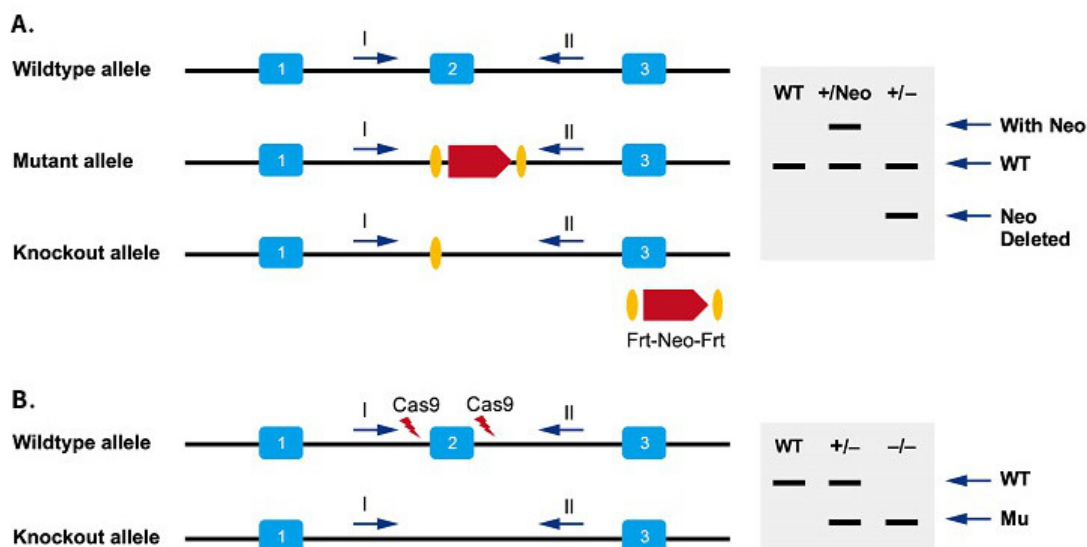 A.
I
II
Wildtype allele
1
2
3
I
II
Mutant allele
1
3
I
II
Knockout allele
1
3
Frt-Neo-Frt
WT +/Neo +/–
With Neo
WT
Neo
Deleted
B.
I
Cas9
Cas9
II
Wildtype allele
1
2
3
I
II
Knockout allele
1
3
WT +/– –/–
WT
Mu